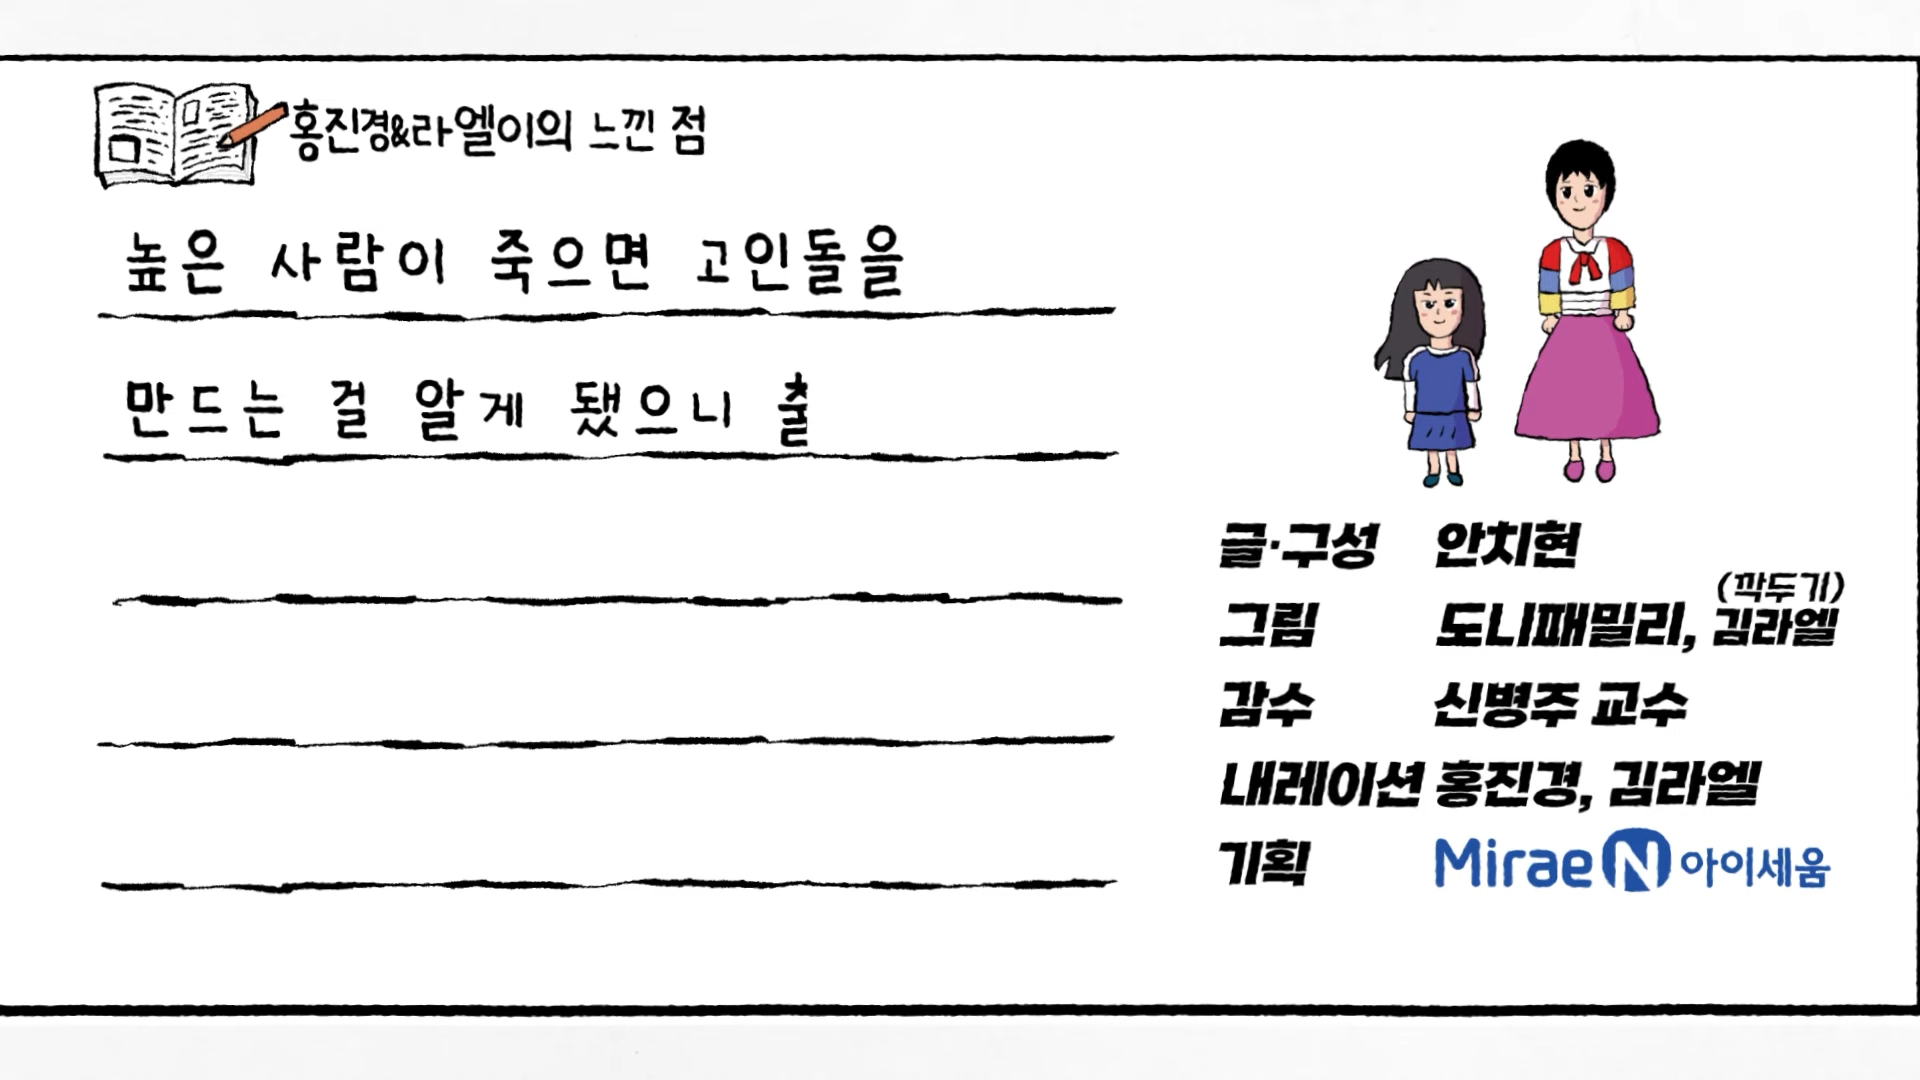 홍진경&라엘이의 느낀 점
높은 사람이 죽으면 고인돌을
만드는 걸 알게 됐으니
글·구성 안치현
(깍두기)
그림 도니패밀리, 김라엘
감수 신병주 교수
내레이션 홍진경, 김라엘
기획 Mirae N 아이세움